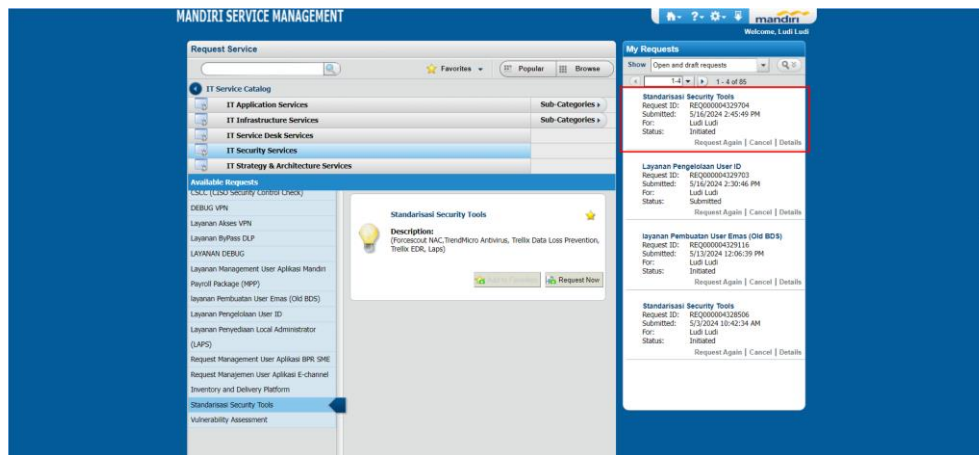 MANDIRI SERVICE MANAGEMENT
mandiri
Welcome, Ludi Ludi
Request Service
Favorites
Popular
Browse
IT Service Catalog
IT Application Services Sub-Categories
IT Infrastructure Services Sub-Categories
IT Service Desk Services
IT Security Services
IT Strategy & Architecture Services
Available Requests
CSCC (CISO Security Control Check)
DEBUG VPN
Layanan Akses VPN
Layanan ByPass DLP
LAYANAN DEBUG
Layanan Management User Aplikasi Mandiri
Payroll Package (MPP)
layanan Pembuatan User Emas (Old BDS)
Layanan Pengelolaan User ID
Layanan Penyediaan Local Administrator
(LAPS)
Request Management User Aplikasi BPR SME
Request Manajemen User Aplikasi E-channel
Inventory and Delivery Platform
Standarisasi Security Tools
Vulnerability Assessment
Standarisasi Security Tools
Description:
(Forcescout NAC,TrendMicro Antivirus, Trellix Data Loss Prevention,
Trellix EDR, Laps)
Request Now
My Requests
Show Open and draft requests
1-4 1 - 4 of 85
Standarisasi Security Tools
Request ID: REQ000004329704
Submitted: 5/16/2024 2:45:49 PM
For: Ludi Ludi
Status: Initiated
Request Again | Cancel | Details
Layanan Pengelolaan User ID
Request ID: REQ000004329703
Submitted: 5/16/2024 2:30:46 PM
For: Ludi Ludi
Status: Submitted
Request Again | Cancel | Details
layanan Pembuatan User Emas (Old BDS)
Request ID: REQ000004329116
Submitted: 5/13/2024 12:06:39 PM
For: Ludi Ludi
Status: Initiated
Request Again | Cancel | Details
Standarisasi Security Tools
Request ID: REQ000004328506
Submitted: 5/3/2024 10:42:34 AM
For: Ludi Ludi
Status: Initiated
Request Again | Cancel | Details